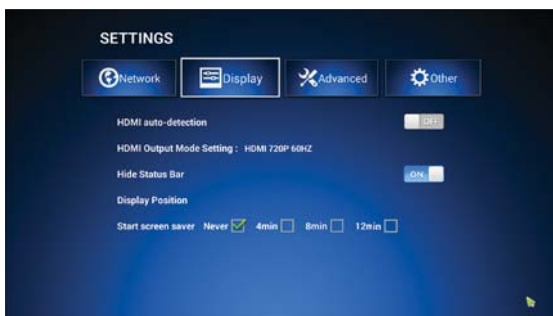 SETTINGS
Network Display Advanced Other
HDMI auto-detection OFF
HDMI Output Mode Setting : HDMI 720P 60HZ
Hide Status Bar ON
Display Position
Start screen saver Never 4min 8min 12min